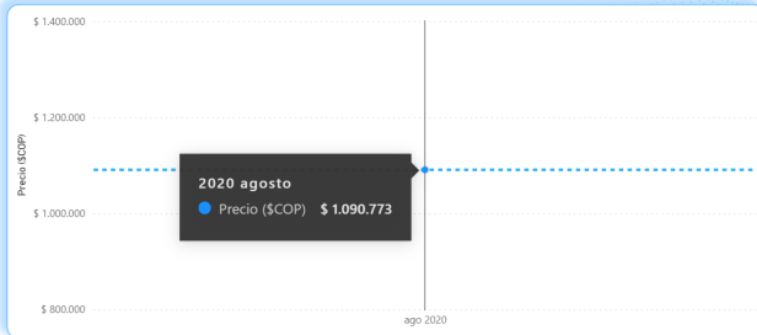 $ 1.400.000
$ 1.200.000
Precio ($COP)
2020 agosto
Precio ($COP) $ 1.090.773
$ 1.000.000
$ 800.000
ago 2020